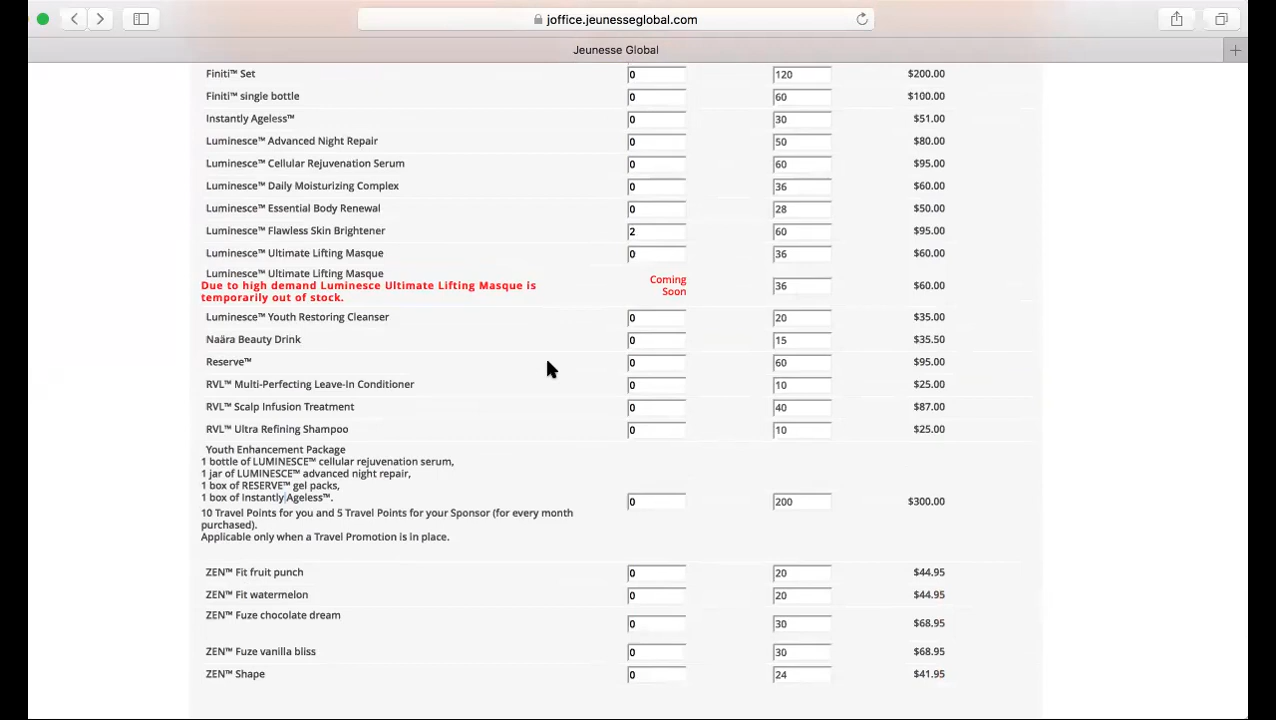 joffice.jeunesseglobal.com
Jeunesse Global
Finiti™ Set 0 120 $200.00
Finiti™ single bottle 0 60 $100.00
Instantly Ageless™ 0 30 $51.00
Luminesce™ Advanced Night Repair 0 50 $80.00
Luminesce™ Cellular Rejuvenation Serum 0 60 $95.00
Luminesce™ Daily Moisturizing Complex 0 36 $60.00
Luminesce™ Essential Body Renewal 0 28 $50.00
Luminesce™ Flawless Skin Brightener 2 60 $95.00
Luminesce™ Ultimate Lifting Masque 0 36 $60.00
Luminesce™ Ultimate Lifting Masque
Due to high demand Luminesce Ultimate Lifting Masque is
temporarily out of stock.
Coming
Soon
36 $60.00
Luminesce™ Youth Restoring Cleanser 0 20 $35.00
Naära Beauty Drink 0 15 $35.50
Reserve™ 0 60 $95.00
RVL™ Multi-Perfecting Leave-In Conditioner 0 10 $25.00
RVL™ Scalp Infusion Treatment 0 40 $87.00
RVL™ Ultra Refining Shampoo 0 10 $25.00
Youth Enhancement Package
1 bottle of LUMINESCE™ cellular rejuvenation serum,
1 jar of LUMINESCE™ advanced night repair,
1 box of RESERVE™ gel packs,
1 box of Instantly Ageless™.
0 200 $300.00
10 Travel Points for you and 5 Travel Points for your Sponsor (for every month
purchased).
Applicable only when a Travel Promotion is in place.
ZEN™ Fit fruit punch 0 20 $44.95
ZEN™ Fit watermelon 0 20 $44.95
ZEN™ Fuze chocolate dream 0 30 $68.95
ZEN™ Fuze vanilla bliss 0 30 $68.95
ZEN™ Shape 0 24 $41.95